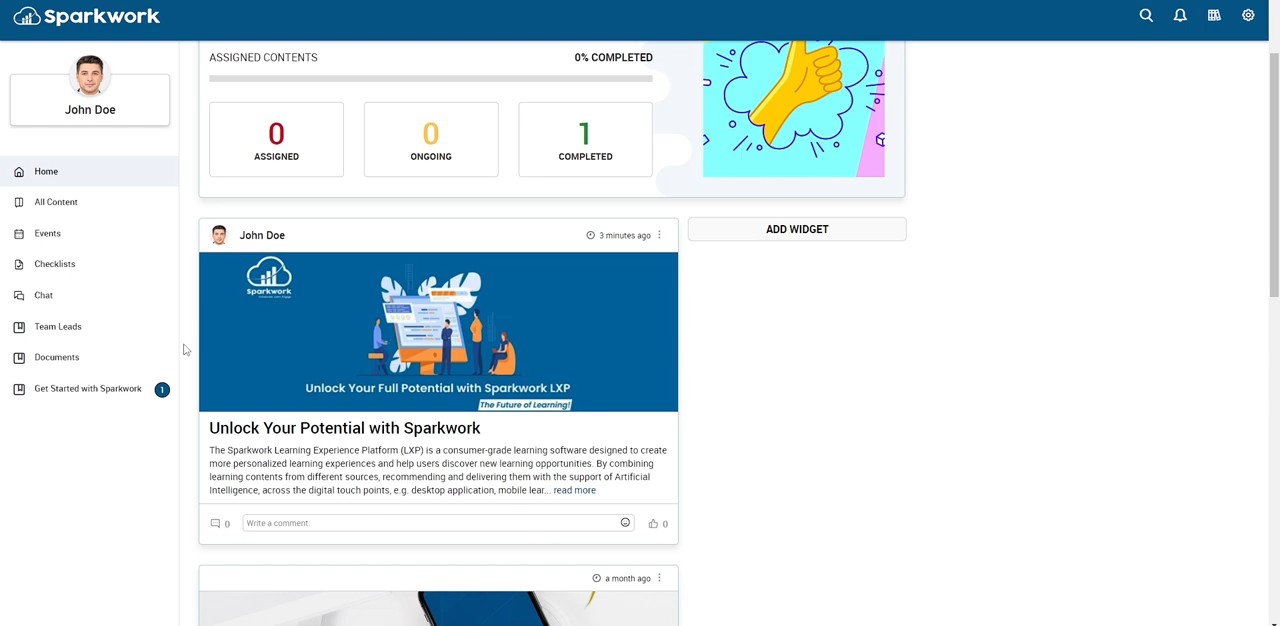 Sparkwork
John Doe
Home
All Content
Events
Checklists
Chat
Team Leads
Documents
Get Started with Sparkwork 1
ASSIGNED CONTENTS 0% COMPLETED
0 0 1
ASSIGNED ONGOING COMPLETED
ADD WIDGET
John Doe 3 minutes ago
Sparkwork
Unlock Your Full Potential with Sparkwork LXP
The Future of Learning!
Unlock Your Potential with Sparkwork
The Sparkwork Learning Experience Platform (LXP) is a consumer-grade learning software designed to create
more personalized learning experiences and help users discover new learning opportunities. By combining
learning contents from different sources, recommending and delivering them with the support of Artificial
Intelligence, across the digital touch points, e.g. desktop application, mobile lear... read more
0 Write a comment. 0
a month ago